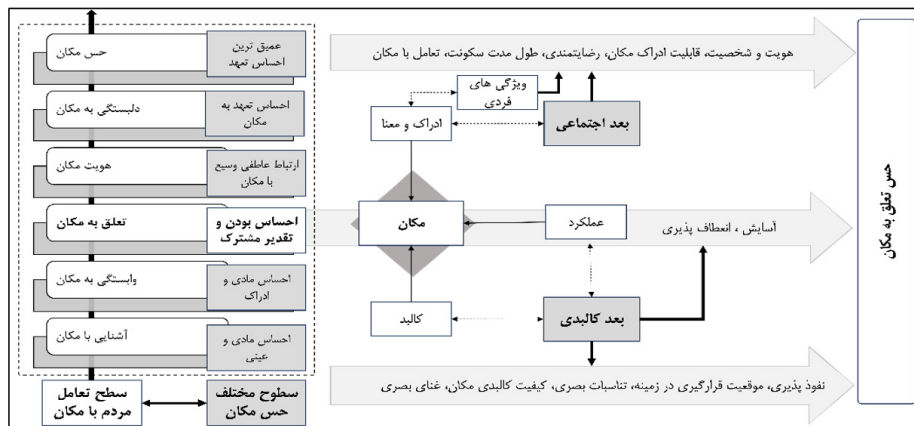 حس تعلق به مکان
هویت و شخصیت، قابلیت ادراک مکان، رضایتمندی، طول مدت سکونت، تعامل با مکان
ویژگی های
فردی
ادراک و معنا
بعد اجتماعی
مکان
عملکرد
آسایش ، انعطاف پذیری
کالبد
بعد کالبدی
نفوذ پذیری، موقعیت قرارگیری در زمینه، تناسبات بصری، کیفیت کالبدی مکان، غنای بصری
عمیق ترین
احساس تعهد
حس مکان
احساس تعهد به
مکان
دلبستگی به مکان
ارتباط عاطفی وسیع
با مکان
هویت مکان
احساس بودن و
تقدیر مشترک
تعلق به مکان
احساس مادی و
ادراک
وابستگی به مکان
احساس مادی و
عینی
آشنایی با مکان
سطوح مختلف
حس مکان
سطح تعامل
مردم با مکان